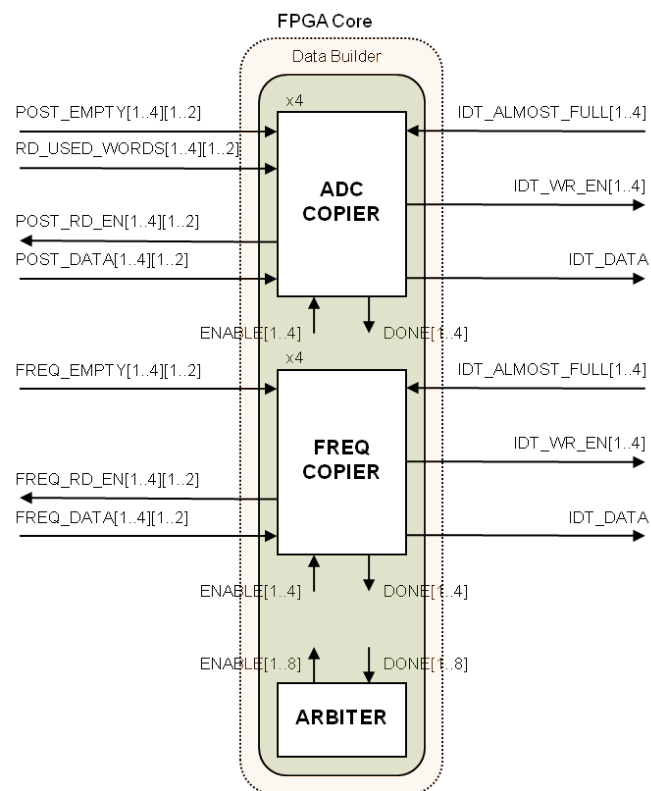 FPGA Core
Data Builder
x4
POST_EMPTY[1..4][1..2]
IDT_ALMOST_FULL[1..4]
RD_USED_WORDS[1..4][1..2]
ADC
COPIER
IDT_WR_EN[1..4]
POST_RD_EN[1..4][1..2]
POST_DATA[1..4][1..2]
IDT_DATA
ENABLE[1..4]
DONE[1..4]
x4
FREQ_EMPTY[1..4][1..2]
IDT_ALMOST_FULL[1..4]
FREQ
COPIER
IDT_WR_EN[1..4]
FREQ_RD_EN[1..4][1..2]
FREQ_DATA[1..4][1..2]
IDT_DATA
ENABLE[1..4]
DONE[1..4]
ENABLE[1..8]
DONE[1..8]
ARBITER